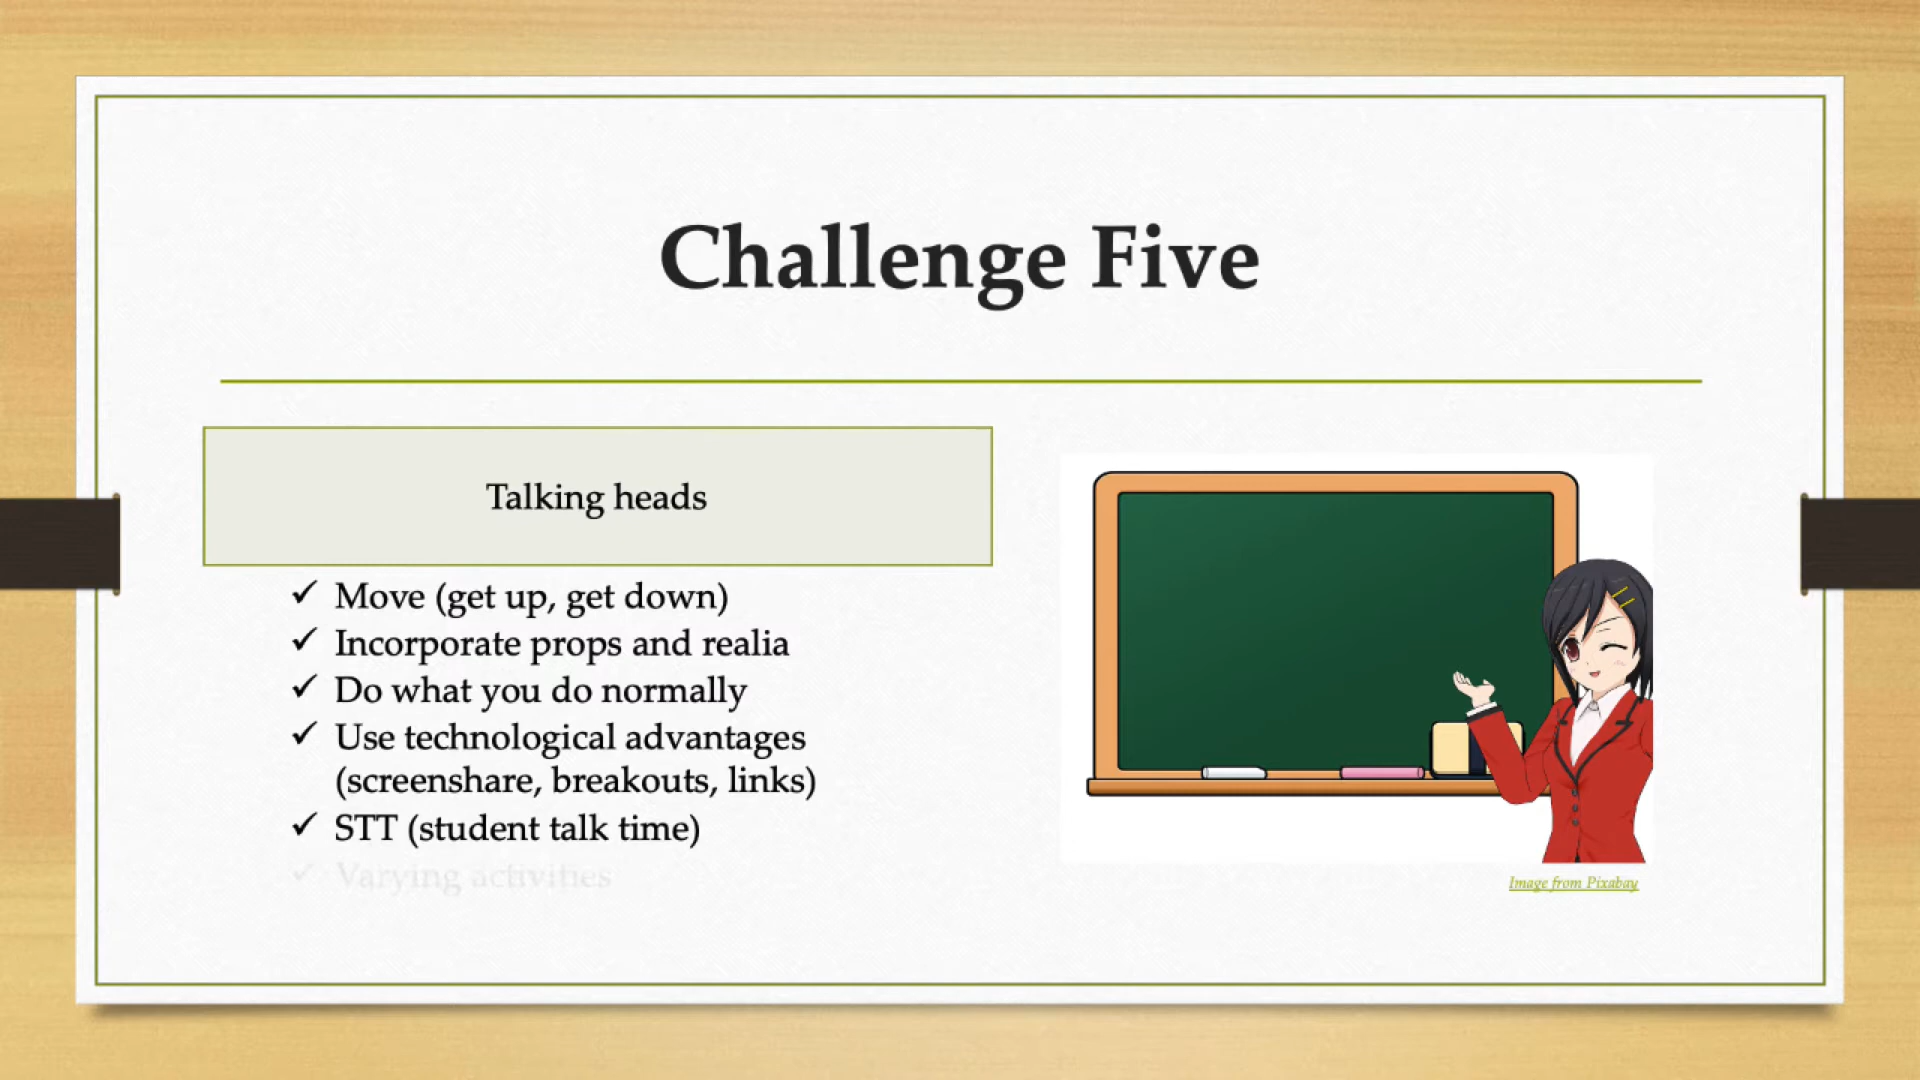 Challenge Five
Talking heads
✓ Move (get up, get down)
✓ Incorporate props and realia
✓ Do what you do normally
✓ Use technological advantages
(screenshare, breakouts, links)
✓ STT (student talk time)
✓ Varying activities
Image from Pixabay